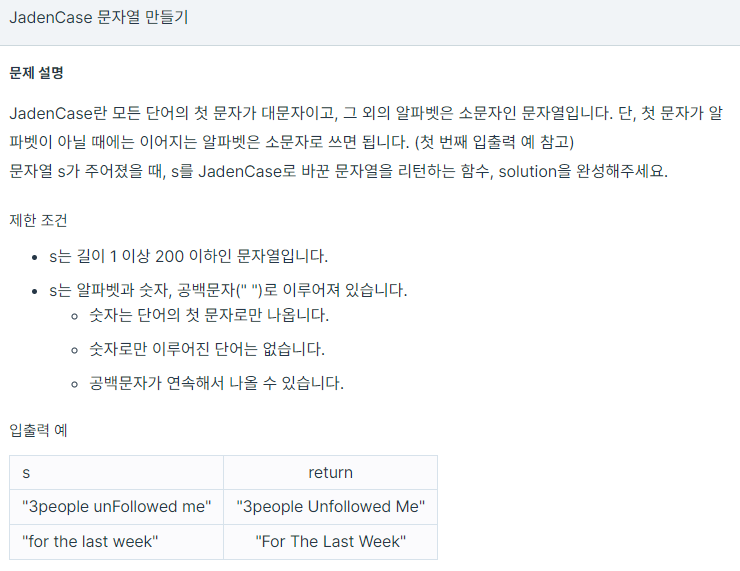 JadenCase 문자열 만들기
문제 설명
JadenCase란 모든 단어의 첫 문자가 대문자이고, 그 외의 알파벳은 소문자인 문자열입니다. 단, 첫 문자가 알
파벳이 아닐 때에는 이어지는 알파벳은 소문자로 쓰면 됩니다. (첫 번째 입출력 예 참고)
문자열 s가 주어졌을 때, s를 JadenCase로 바꾼 문자열을 리턴하는 함수, solution을 완성해주세요.
제한 조건
• s는 길이 1 이상 200 이하인 문자열입니다.
• s는 알파벳과 숫자, 공백문자(" ")로 이루어져 있습니다.
◦ 숫자는 단어의 첫 문자로만 나옵니다.
◦ 숫자로만 이루어진 단어는 없습니다.
◦ 공백문자가 연속해서 나올 수 있습니다.
입출력 예
s return
"3people unFollowed me" "3people Unfollowed Me"
"for the last week" "For The Last Week"